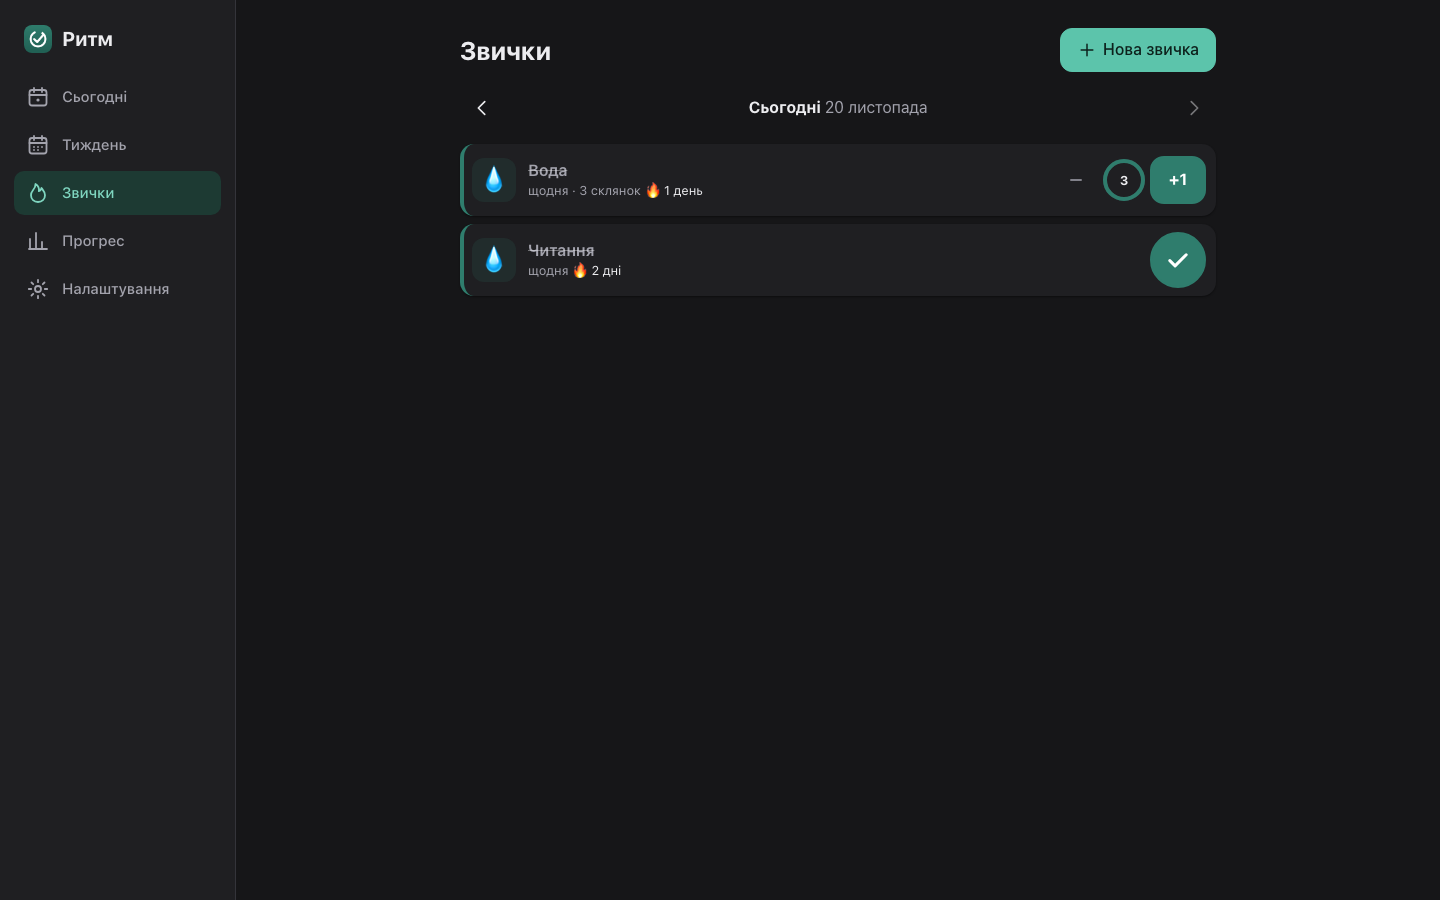 Ритм
Сьогодні
Тиждень
Звички
Прогрес
Налаштування
Звички
Нова звичка
Сьогодні 20 листопада
Вода
щодня · 3 склянок 🔥 1 день
3
+1
Читання
щодня 🔥 2 дні